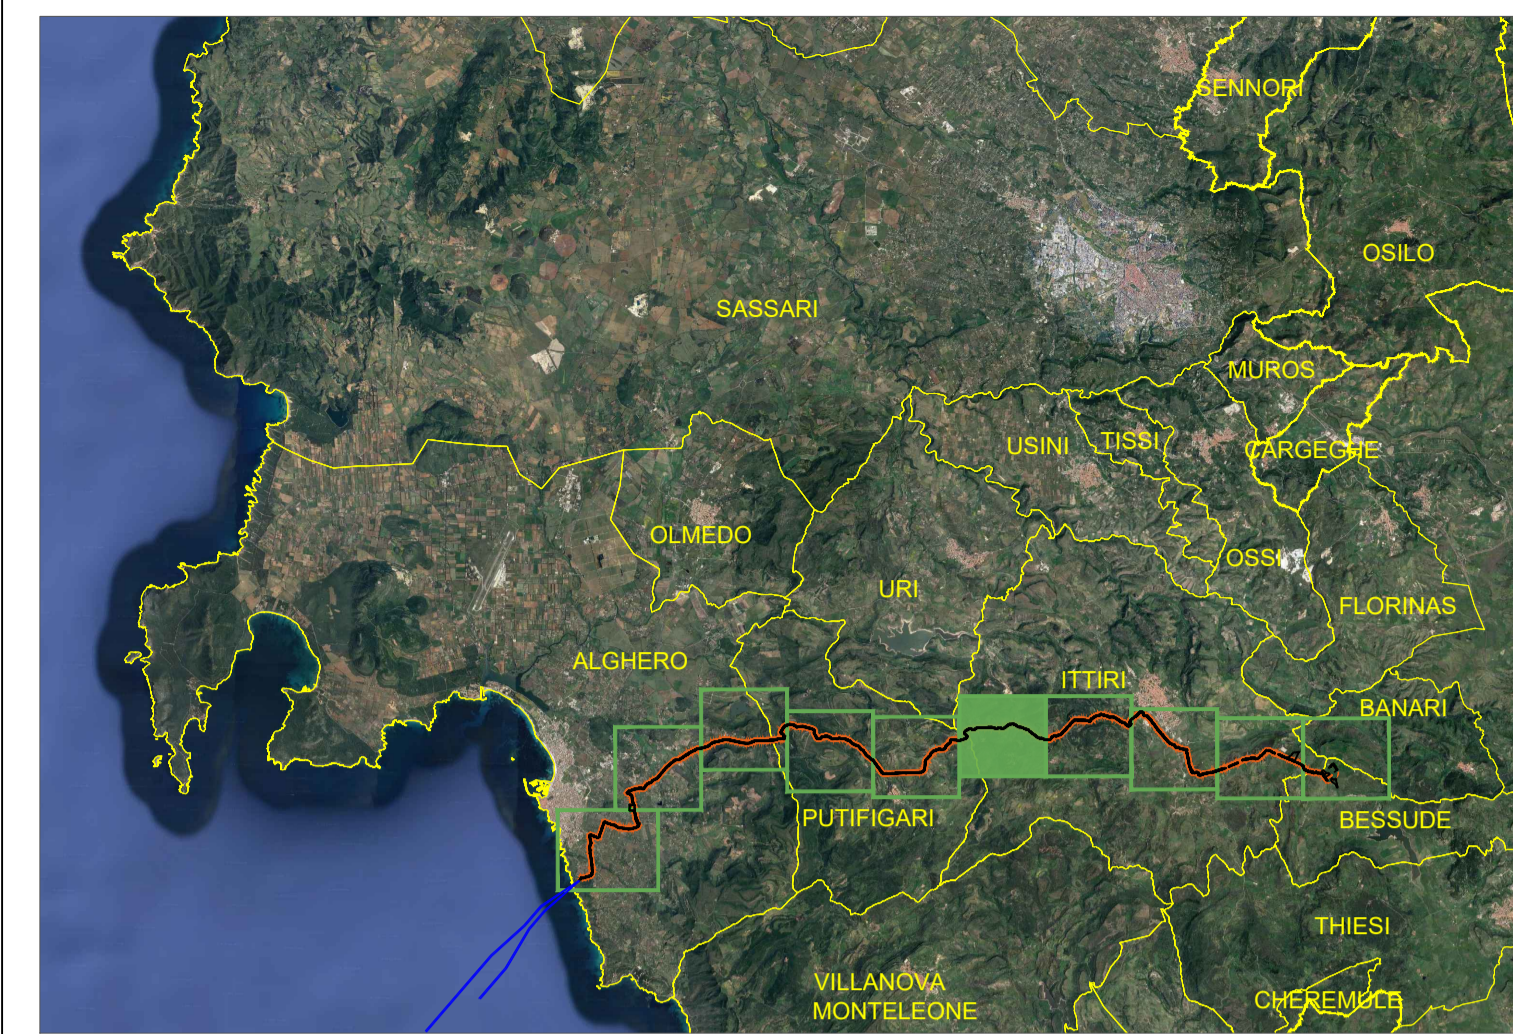 SENNORI
OSILO
SASSARI
MUROS
USINI
TISSI
CARGEGHE
OLMEDO
OSSI
URI
FLORINAS
ALGHERO
ITTIRI
BANARI
PUTIFIGARI
BESSUDE
THIESI
VILLANOVA
MONTELEONE
CHEREMULE